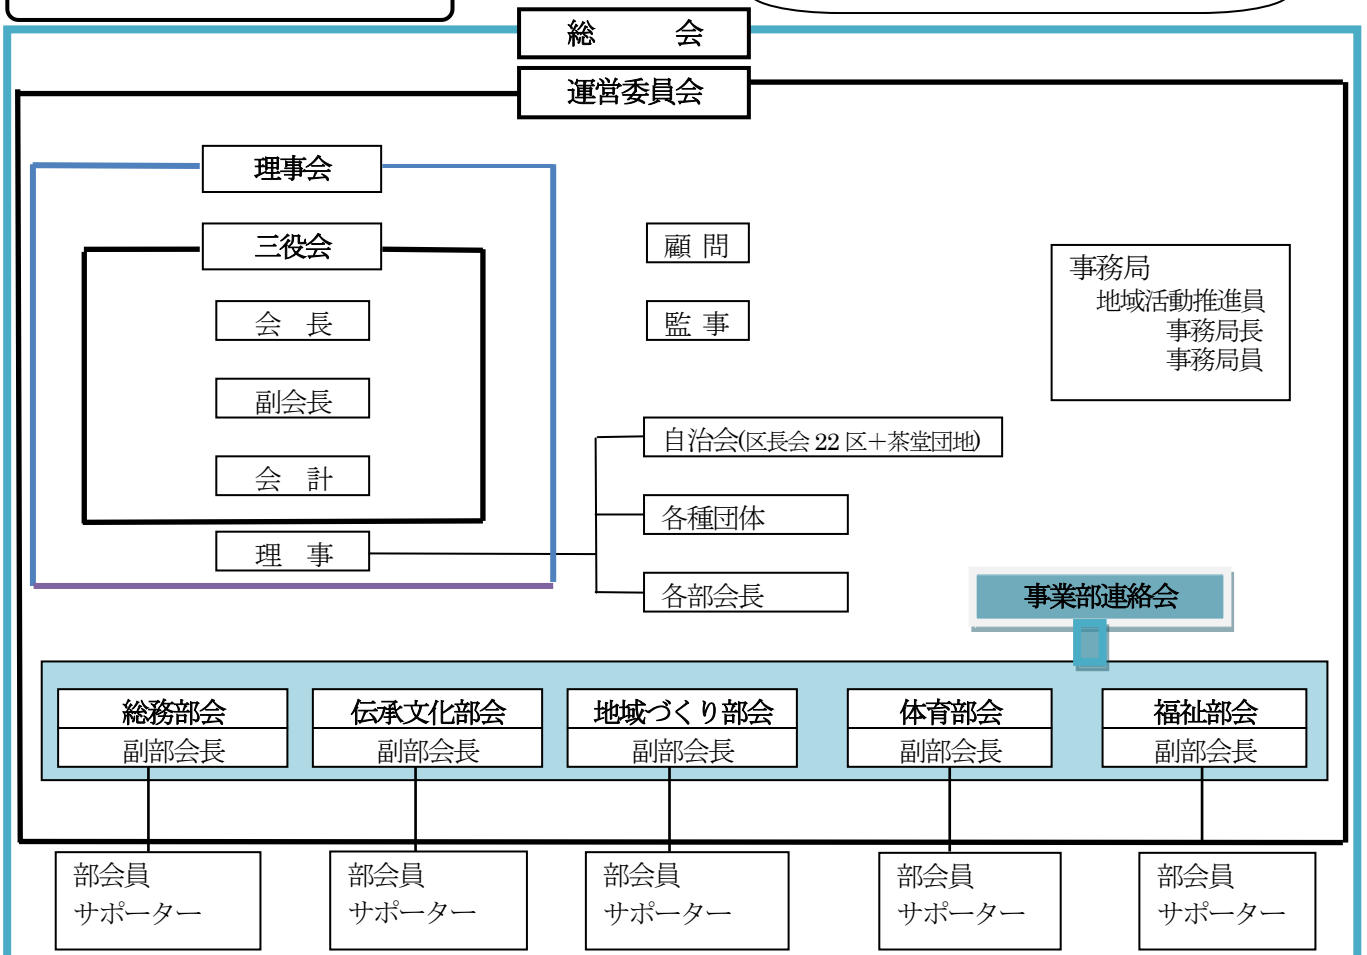 総　会
運営委員会
理事会
三役会
会　長
副会長
会　計
理　事
顧 問
監 事
事務局
地域活動推進員
事務局長
事務局員
自治会(区長会 22 区＋茶堂団地)
各種団体
各部会長
事業部連絡会
総務部会
副部会長
伝承文化部会
副部会長
地域づくり部会
副部会長
体育部会
副部会長
福祉部会
副部会長
部会員
サポーター
部会員
サポーター
部会員
サポーター
部会員
サポーター
部会員
サポーター